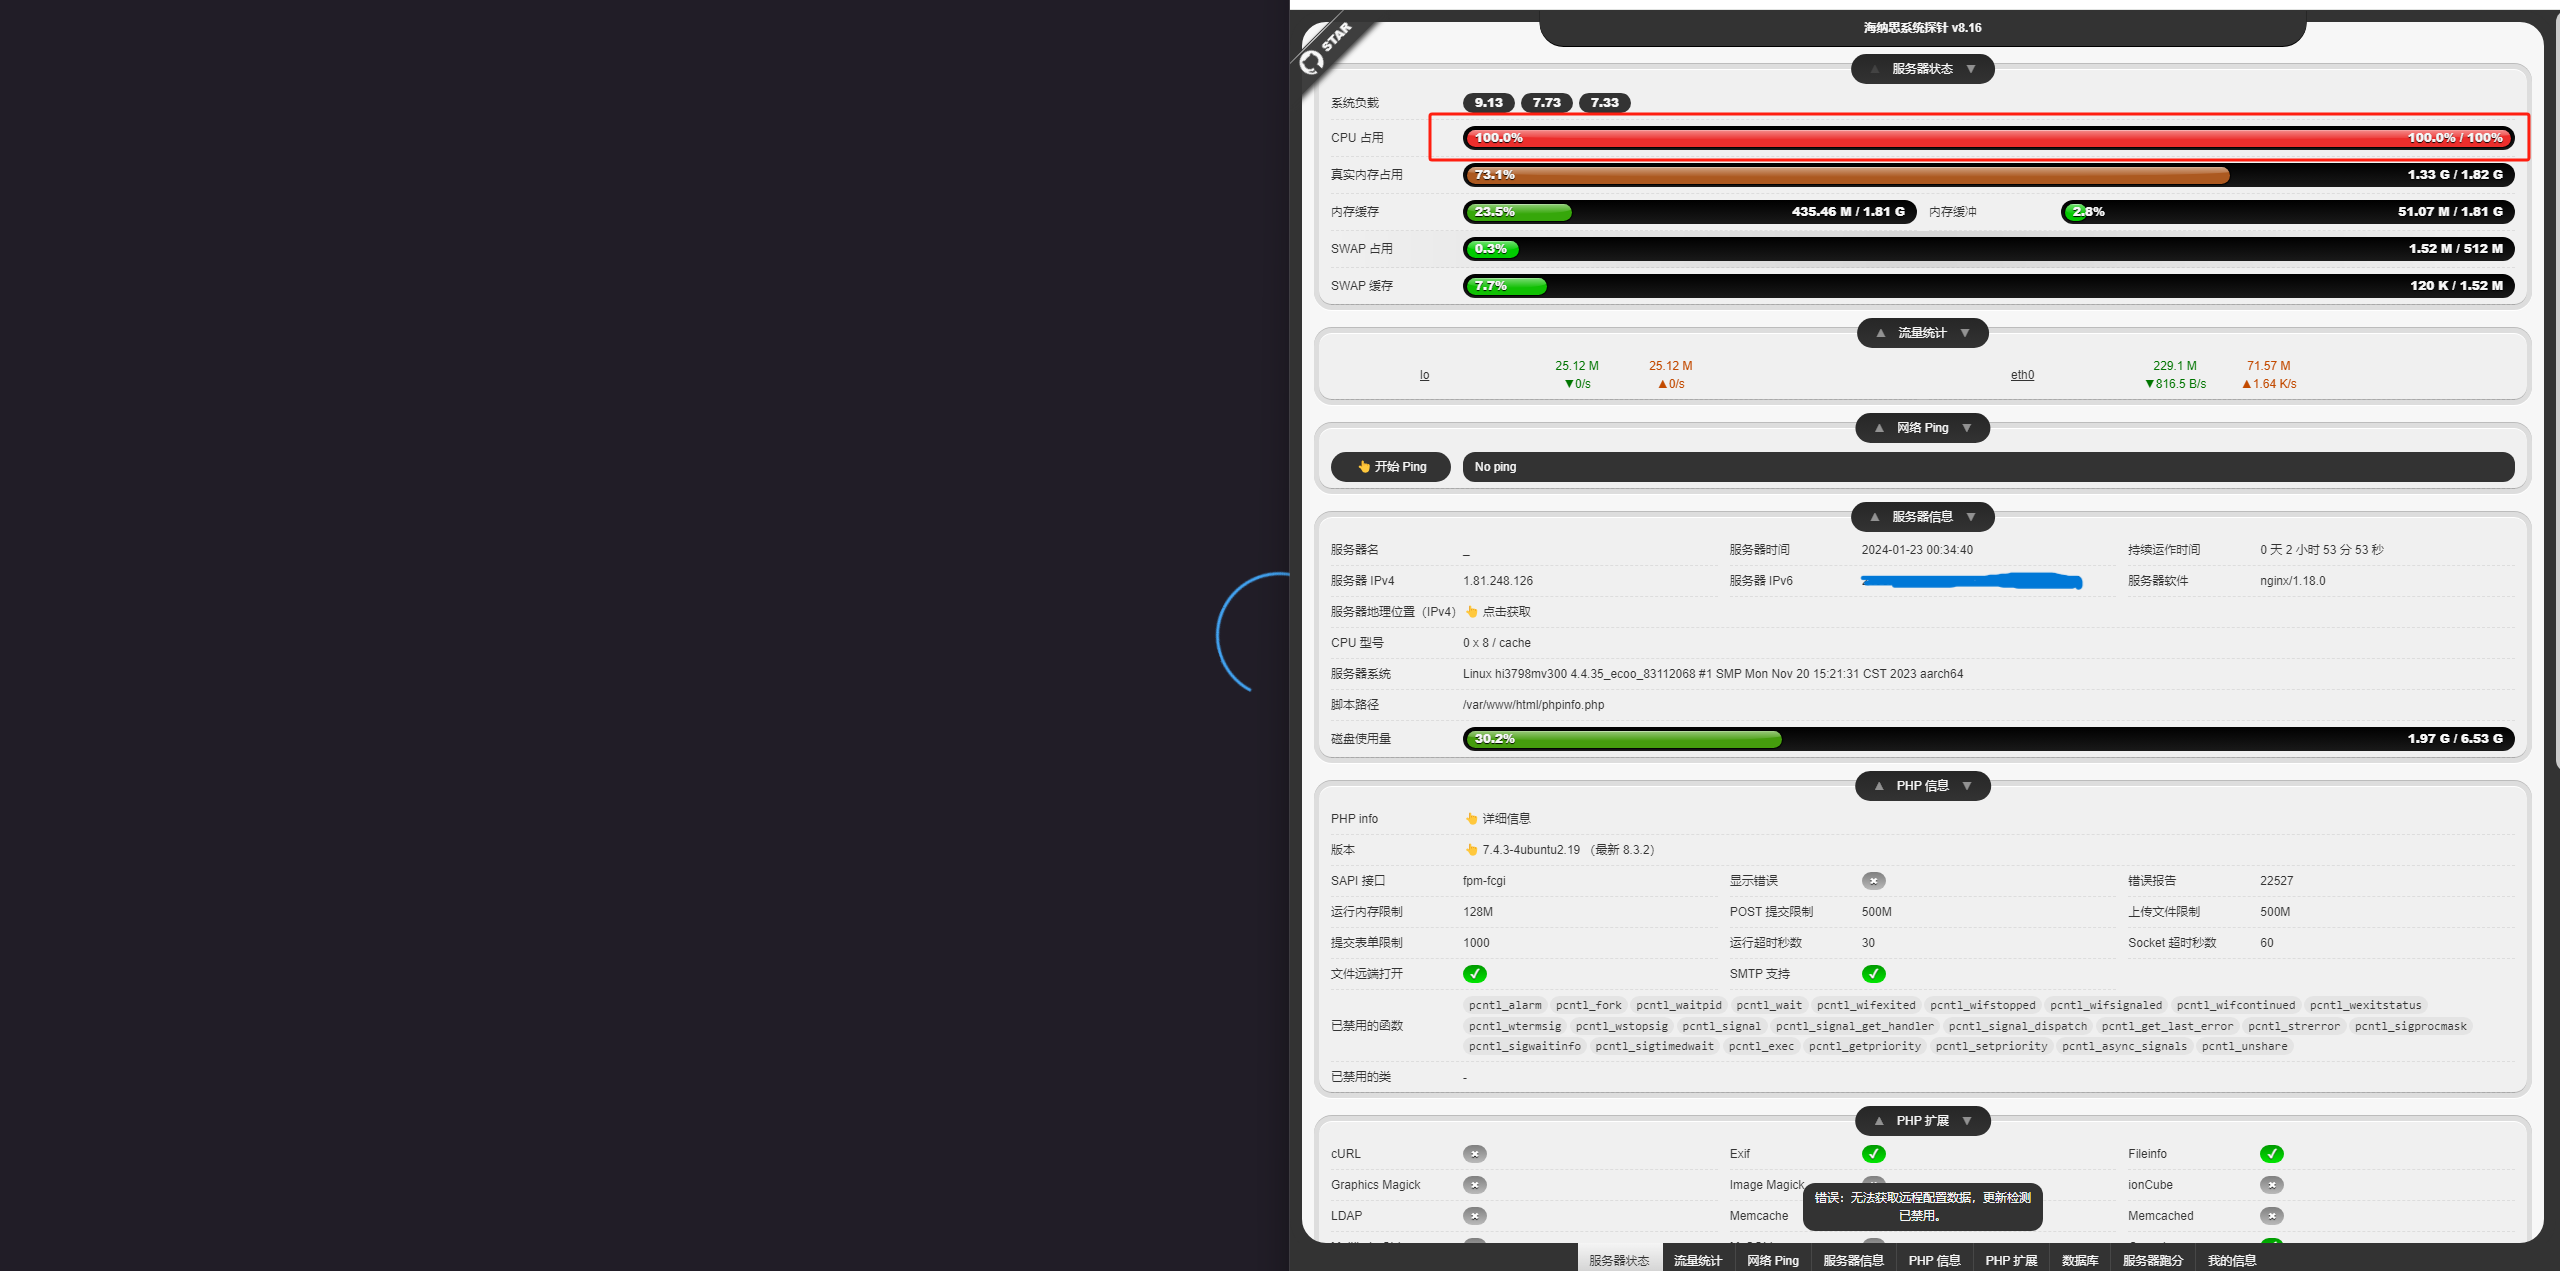 STAR
海纳思系统探针 v8.16
▲ 服务器状态 ▼
系统负载 9.13 7.73 7.33
CPU 占用 100.0% 100.0% / 100%
真实内存占用 73.1% 1.33 G / 1.82 G
内存缓存 23.5% 435.46 M / 1.81 G 内存缓冲 2.8% 51.07 M / 1.81 G
SWAP 占用 0.3% 1.52 M / 512 M
SWAP 缓存 7.7% 120 K / 1.52 M
▲ 流量统计 ▼
lo 25.12 M 25.12 M eth0 229.1 M 71.57 M
▼0/s ▲0/s ▼816.5 B/s ▲1.64 K/s
▲ 网络 Ping ▼
👆 开始 Ping No ping
▲ 服务器信息 ▼
服务器名 _ 服务器时间 2024-01-23 00:34:40 持续运作时间 0 天 2 小时 53 分 53 秒
服务器 IPv4 1.81.248.126 服务器 IPv6 服务器软件 nginx/1.18.0
服务器地理位置（IPv4） 👆 点击获取
CPU 型号 0 x 8 / cache
服务器系统 Linux hi3798mv300 4.4.35_ecoo_83112068 #1 SMP Mon Nov 20 15:21:31 CST 2023 aarch64
脚本路径 /var/www/html/phpinfo.php
磁盘使用量 30.2% 1.97 G / 6.53 G
▲ PHP 信息 ▼
PHP info 👆 详细信息
版本 👆 7.4.3-4ubuntu2.19 （最新 8.3.2）
SAPI 接口 fpm-fcgi 显示错误 ✖ 错误报告 22527
运行内存限制 128M POST 提交限制 500M 上传文件限制 500M
提交表单限制 1000 运行超时秒数 30 Socket 超时秒数 60
文件远端打开 ✓ SMTP 支持 ✓
已禁用的函数 pcntl_alarm pcntl_fork pcntl_waitpid pcntl_wait pcntl_wifexited pcntl_wifstopped pcntl_wifsignaled pcntl_wifcontinued pcntl_wexitstatus
pcntl_wtermsig pcntl_wstopsig pcntl_signal pcntl_signal_get_handler pcntl_signal_dispatch pcntl_get_last_error pcntl_strerror pcntl_sigprocmask
pcntl_sigwaitinfo pcntl_sigtimedwait pcntl_exec pcntl_getpriority pcntl_setpriority pcntl_async_signals pcntl_unshare
已禁用的类 -
▲ PHP 扩展 ▼
cURL ✖ Exif ✓ Fileinfo ✓
Graphics Magick ✖ Image Magick ionCube ✖
LDAP ✖ Memcache Memcached ✖
错误：无法获取远程配置数据，更新检测
已禁用。
服务器状态 流量统计 网络 Ping 服务器信息 PHP 信息 PHP 扩展 数据库 服务器跑分 我的信息